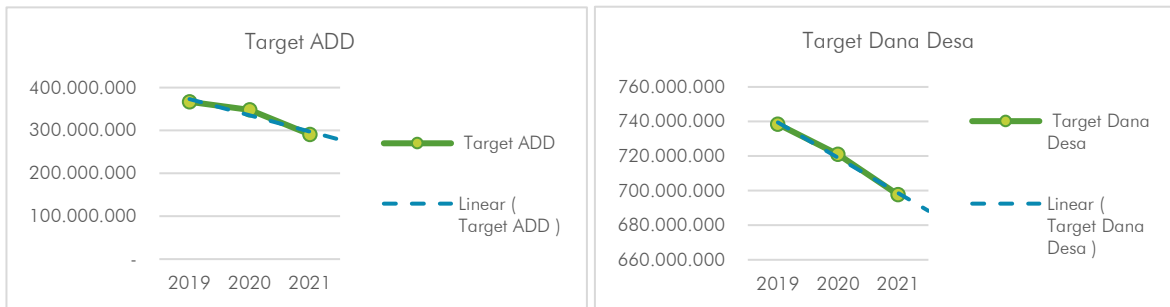 Target ADD
400.000.000
300.000.000
200.000.000
100.000.000
-
2019 2020 2021
Target ADD
Linear (
Target ADD )
Target Dana Desa
760.000.000
740.000.000
720.000.000
700.000.000
680.000.000
660.000.000
2019 2020 2021
Target Dana
Desa
Linear (
Target Dana
Desa )